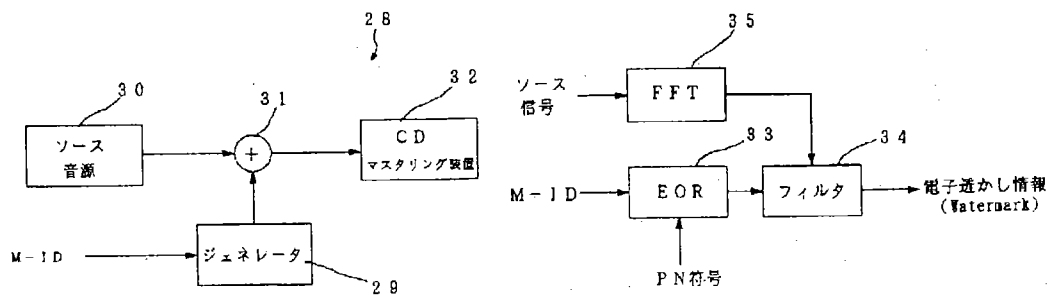 28
30
31
32
ソース
音源
+
CD
マスタリング装置
M-ID
ジェネレータ
29
35
ソース
信号
FFT
33
34
M-ID
EOR
フィルタ
電子透かし情報
(Watermark)
PN符号